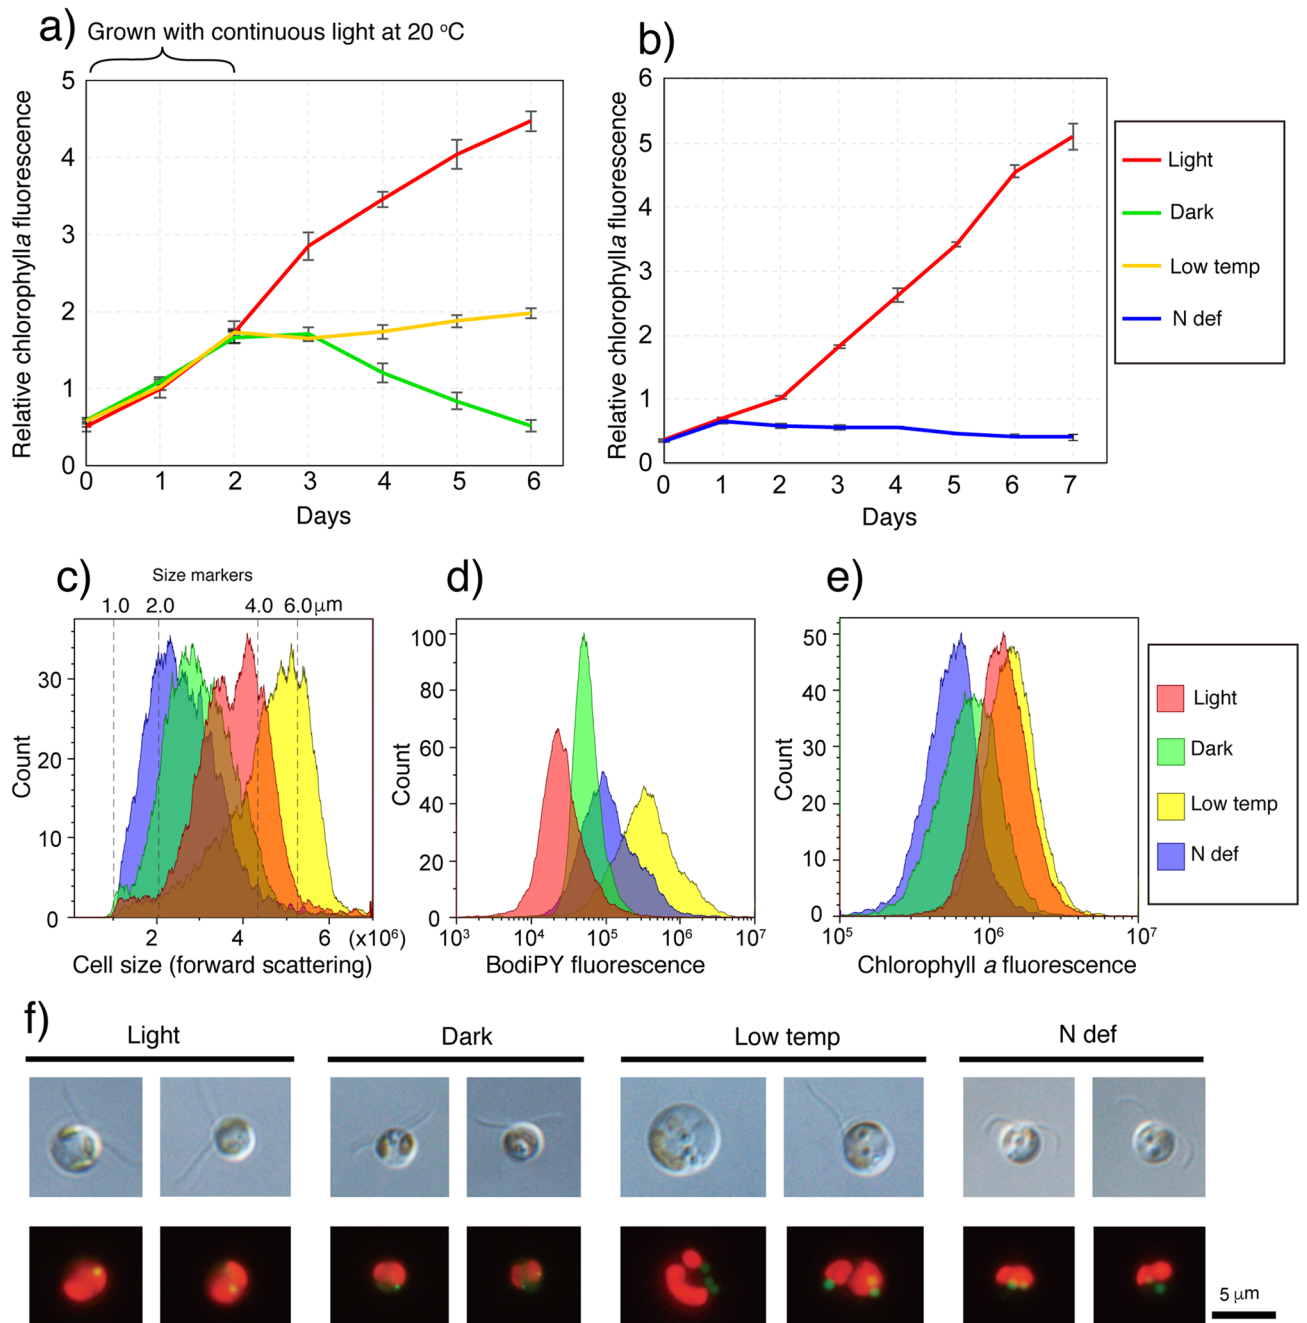 a) Grown with continuous light at 20 °C
Relative chlorophylla fluorescence
5
4
3
2
1
0
0 1 2 3 4 5 6
Days
b)
Relative chlorophylla fluorescence
6
5
4
3
2
1
0
0 1 2 3 4 5 6 7
Days
Light
Dark
Low temp
N def
c)
Size markers
1.0 2.0 4.0 6.0 μm
Count
30
20
10
0
2 4 6 (x10⁶)
Cell size (forward scattering)
d)
Count
100
80
60
40
20
0
10³ 10⁴ 10⁵ 10⁶ 10⁷
BodiPY fluorescence
e)
Count
50
40
30
20
10
0
10⁵ 10⁶ 10⁷
Chlorophyll a fluorescence
Light
Dark
Low temp
N def
f)
Light Dark Low temp N def
5 μm